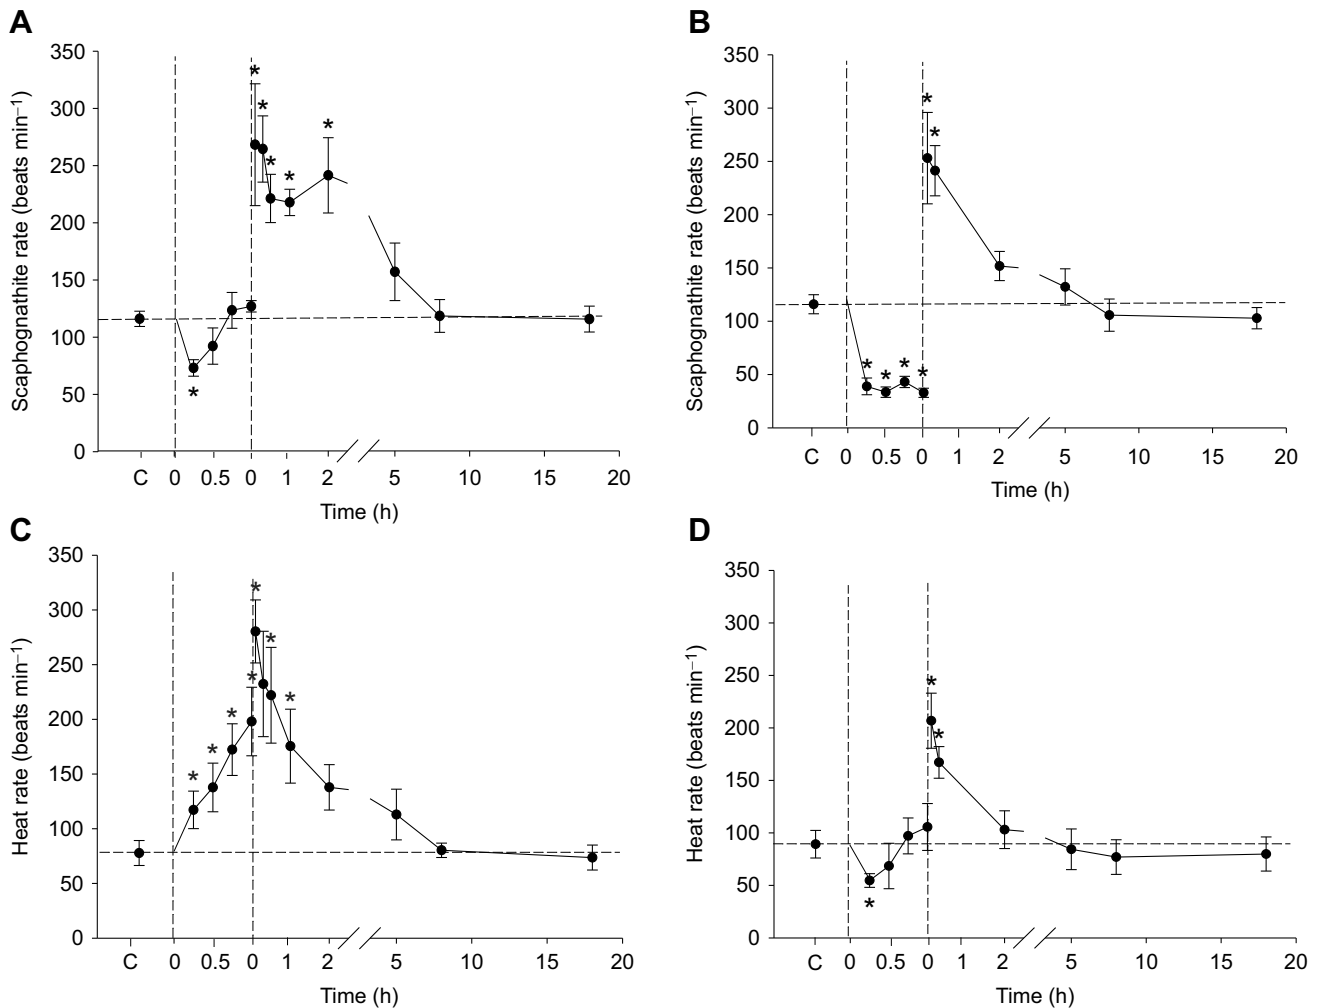 A
Scaphognathite rate (beats min⁻¹)
350
300
250
200
150
100
50
0
* * * * * *
C 0 0.5 0 1 2 5 10 15 20
Time (h)
B
Scaphognathite rate (beats min⁻¹)
350
300
250
200
150
100
50
0
* * * * * *
C 0 0.5 0 1 2 5 10 15 20
Time (h)
C
Heat rate (beats min⁻¹)
350
300
250
200
150
100
50
0
* * * * * * *
C 0 0.5 0 1 2 5 10 15 20
Time (h)
D
Heat rate (beats min⁻¹)
350
300
250
200
150
100
50
0
* * *
C 0 0.5 0 1 2 5 10 15 20
Time (h)